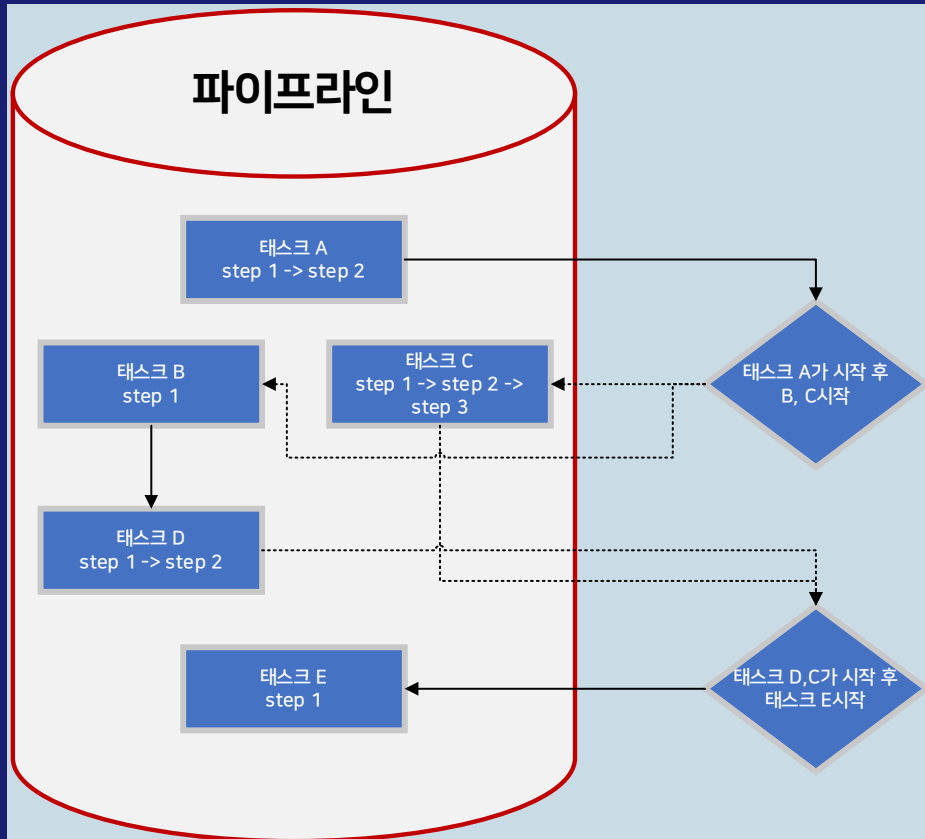 파이프라인
태스크 A
step 1 -> step 2
태스크 B
step 1
태스크 C
step 1 -> step 2 ->
step 3
태스크 A가 시작 후
B, C시작
태스크 D
step 1 -> step 2
태스크 E
step 1
태스크 D,C가 시작 후
태스크 E시작